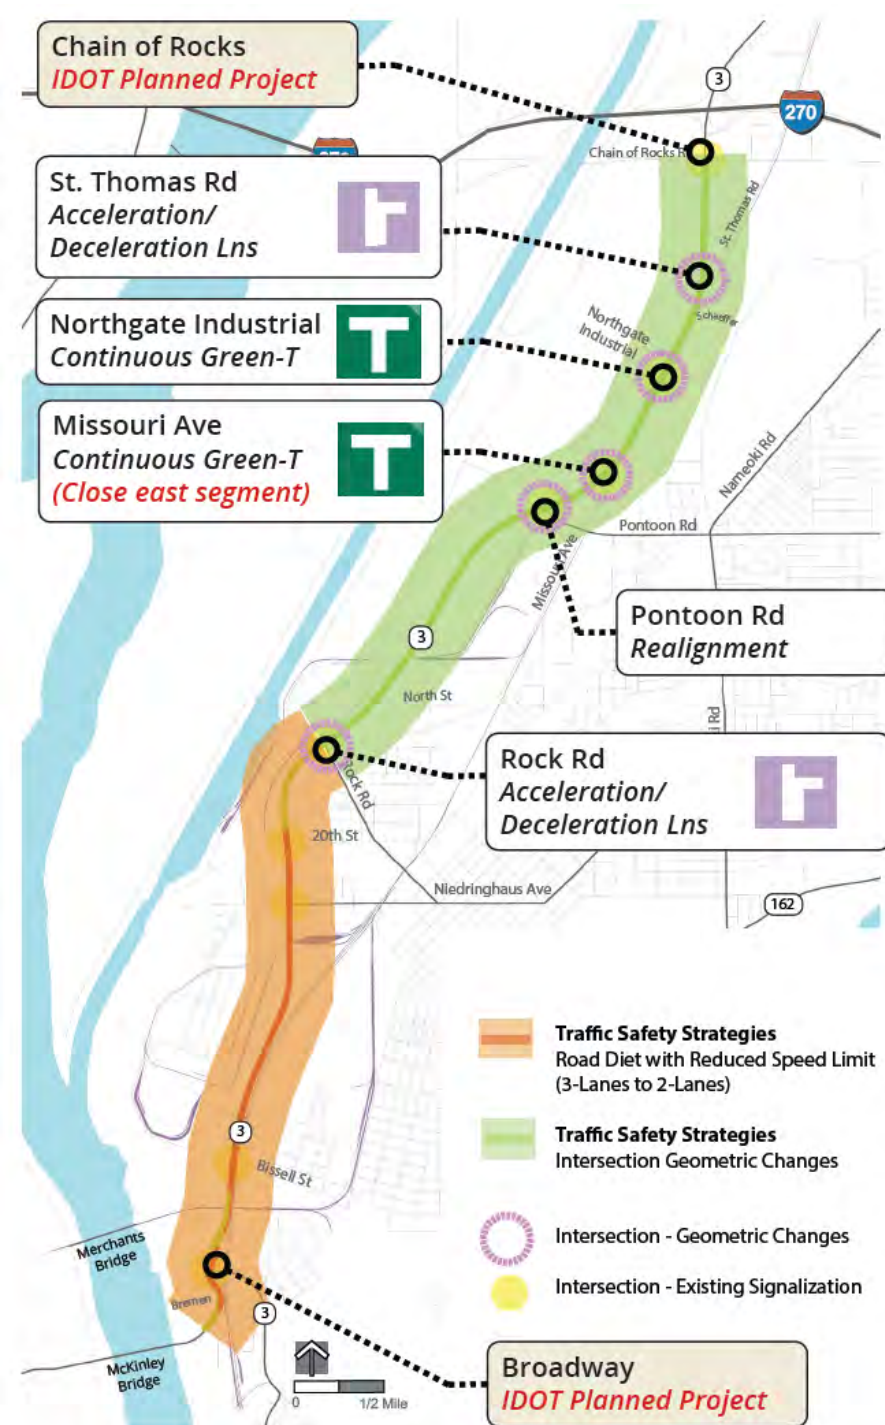 Chain of Rocks
IDOT Planned Project
3
270
Chain of Rocks R
St. Thomas Rd
Acceleration/
Deceleration Lns
St. Thomas Rd
Schaeffer
Northgate Industrial
Continuous Green-T
Northgate
Industrial
Missouri Ave
Continuous Green-T
(Close east segment)
Nameoki Rd
Pontoon Rd
Missouri Ave
Pontoon Rd
Realignment
3
North St
i Rd
Rock Rd
Acceleration/
Deceleration Lns
Rock Rd
20th St
Niedringhaus Ave
162
Traffic Safety Strategies
Road Diet with Reduced Speed Limit
(3-Lanes to 2-Lanes)
Traffic Safety Strategies
Intersection Geometric Changes
3
Bissell St
Intersection - Geometric Changes
Merchants
Bridge
Intersection - Existing Signalization
Bremen
3
McKinley
Bridge
0 1/2 Mile
Broadway
IDOT Planned Project